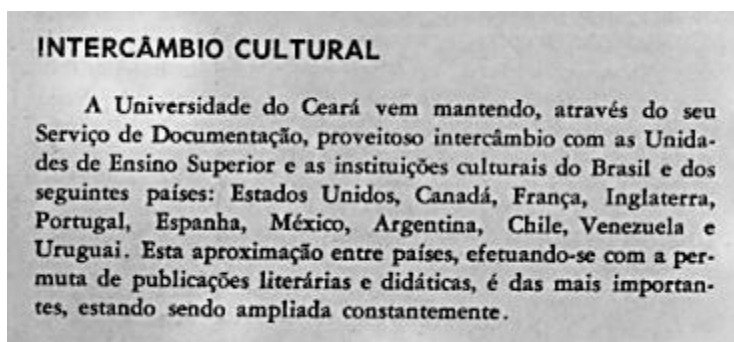 INTERCÂMBIO CULTURAL
A Universidade do Ceará vem mantendo, através do seu
Serviço de Documentação, proveitoso intercâmbio com as Unida-
des de Ensino Superior e as instituições culturais do Brasil e dos
seguintes países: Estados Unidos, Canadá, França, Inglaterra,
Portugal, Espanha, México, Argentina, Chile, Venezuela e
Uruguai. Esta aproximação entre países, efetuando-se com a per-
muta de publicações literárias e didáticas, é das mais importan-
tes, estando sendo ampliada constantemente.